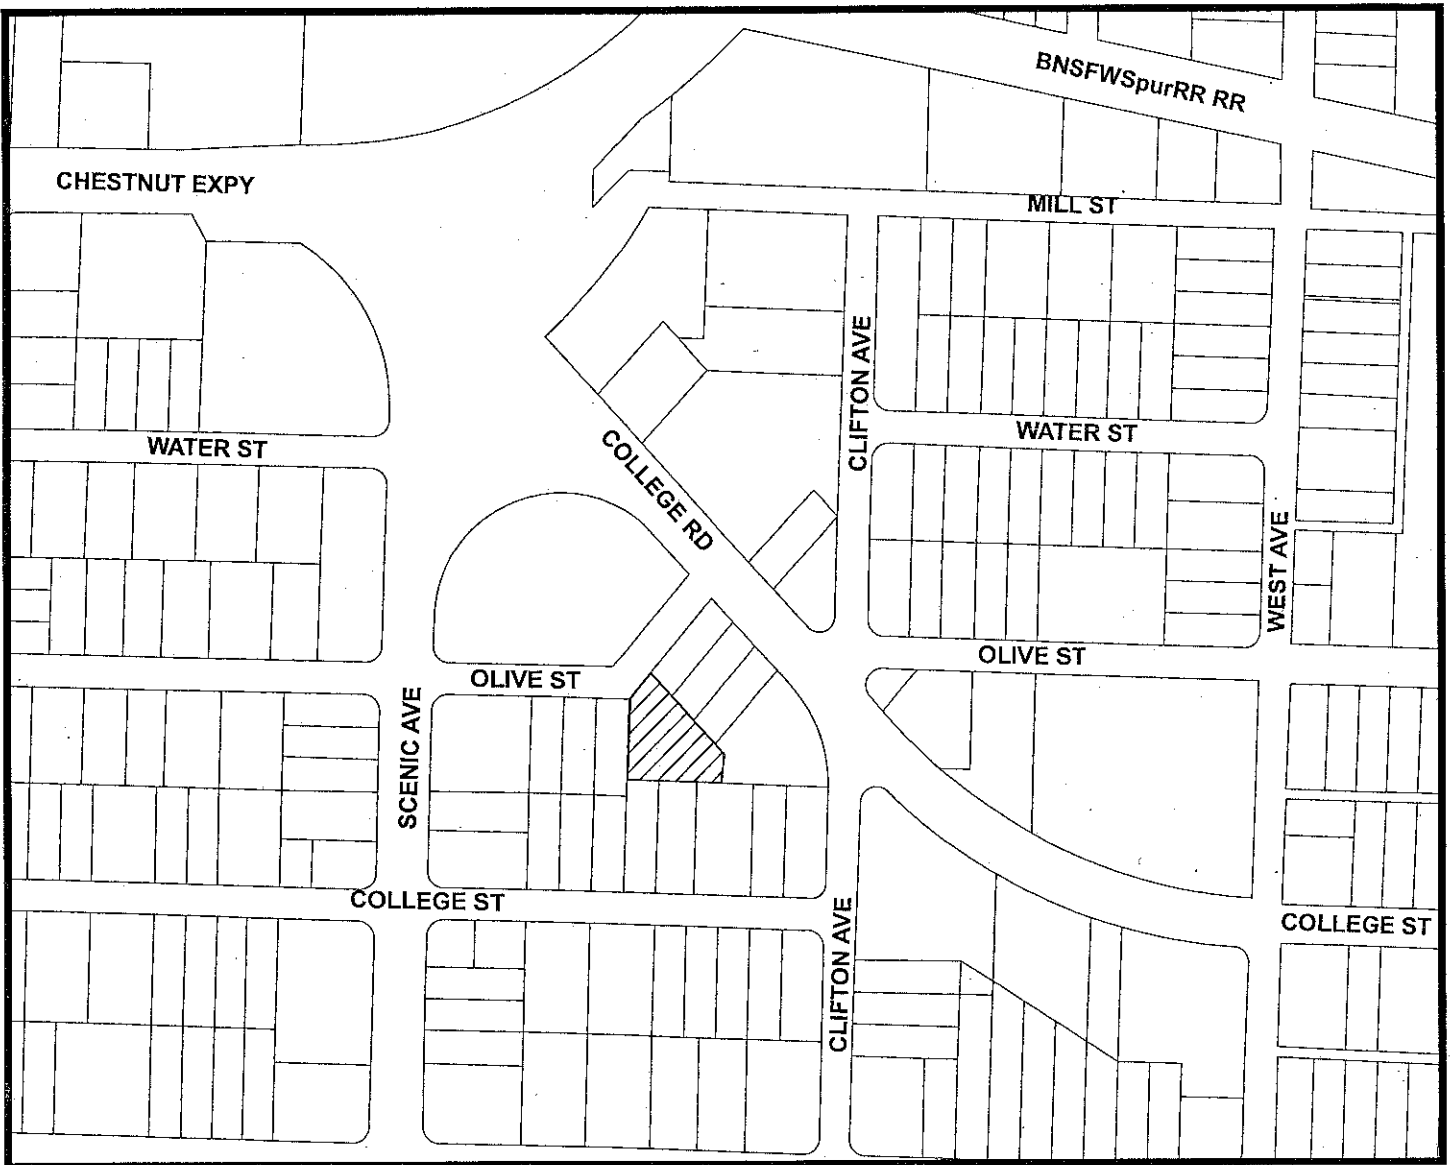 BNSFWSpurRR RR
CHESTNUT EXPY
MILL ST
CLIFTON AVE
WATER ST
WATER ST
COLLEGE RD
WEST AVE
OLIVE ST
OLIVE ST
SCENIC AVE
COLLEGE ST
CLIFTON AVE
COLLEGE ST